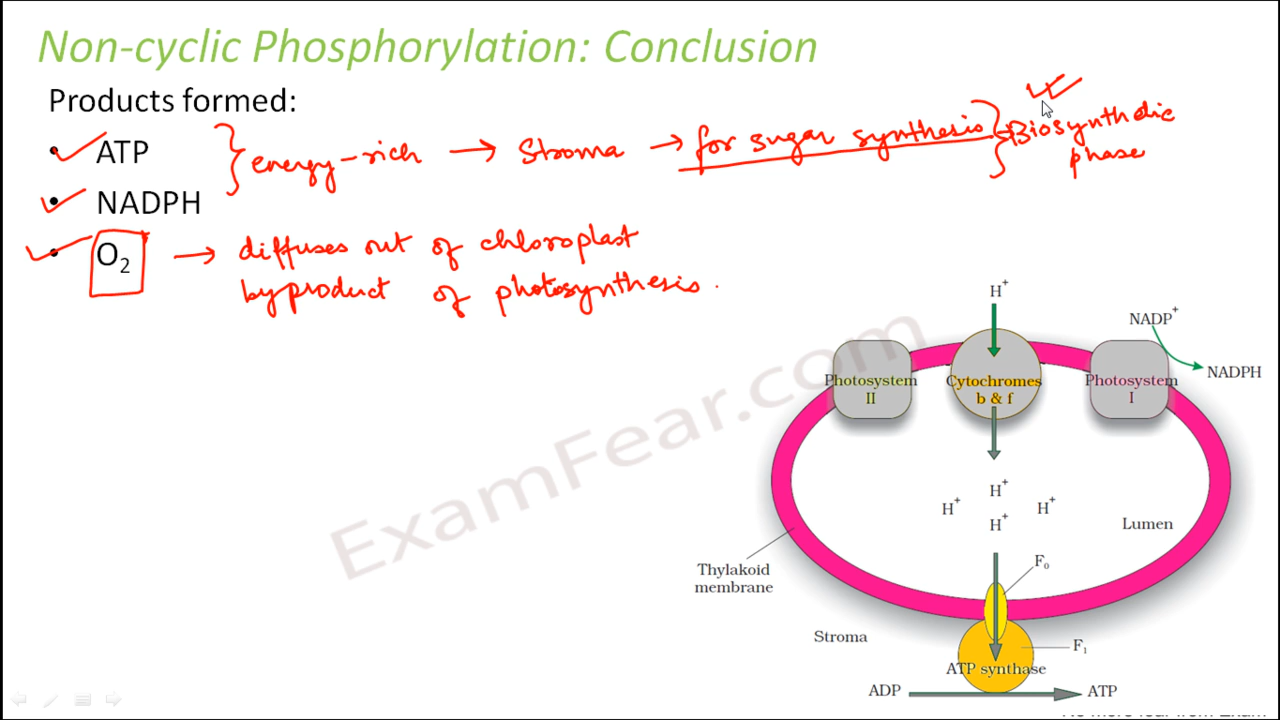 Non-cyclic Phosphorylation: Conclusion
Products formed:
• ATP } energy-rich → Stroma → for sugar synthesis } → Biosynthetic phase
• NADPH
• O₂ → diffuses out of chloroplast
byproduct of photosynthesis.
H⁺
NADP⁺
NADPH
Photosystem
II
Cytochromes
b & f
Photosystem
I
H⁺
H⁺
H⁺
H⁺
Lumen
Thylakoid
membrane
F₀
Stroma
F₁
ATP synthase
ADP
ATP
ExamFear.com